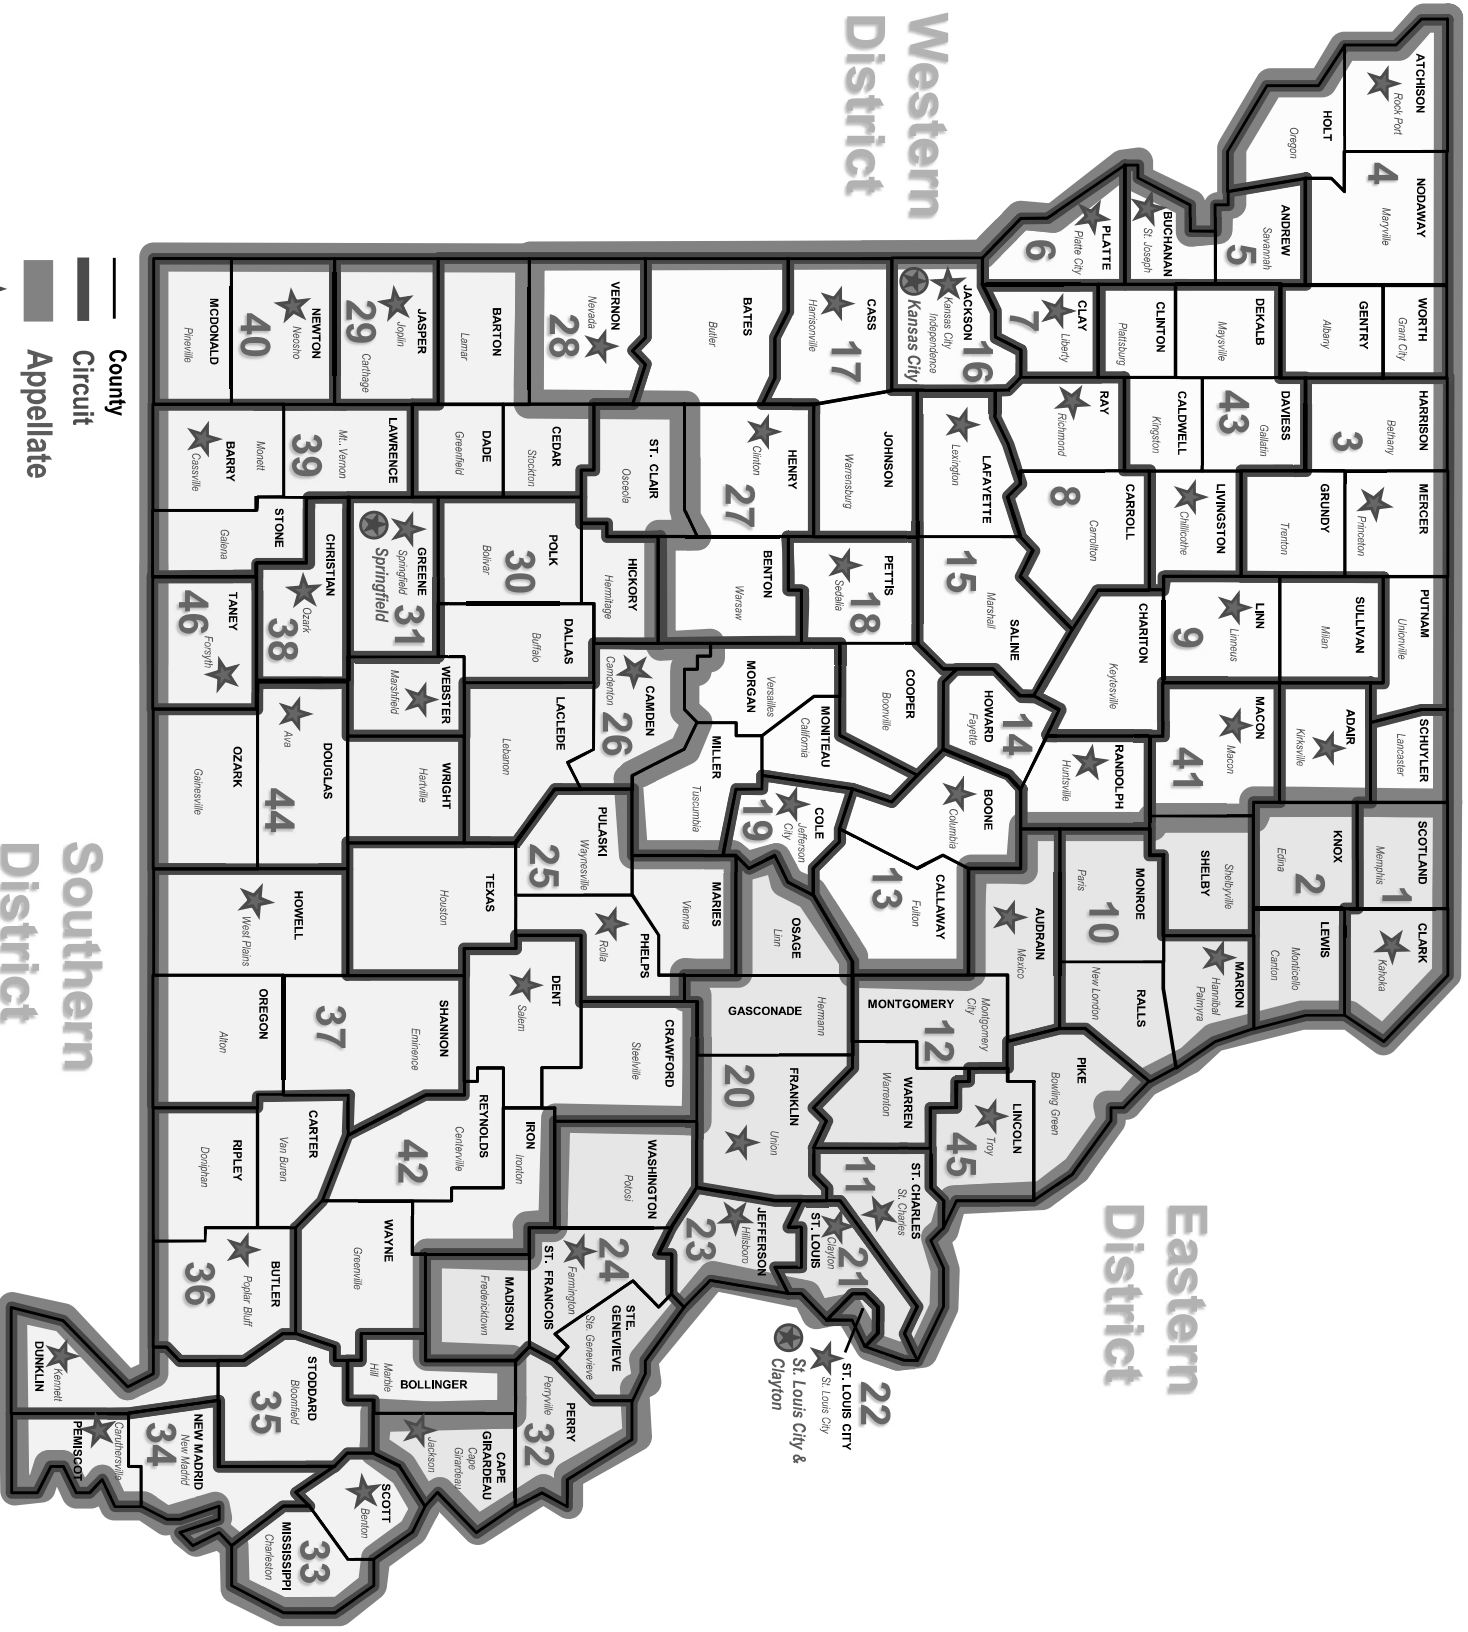 Western
District
ATCHISON
Rock Port
4
NODAWAY
Maryville
WORTH
Grant City
HARRISON
Bethany
3
MERCER
Princeton
PUTNAM
Unionville
SCHUYLER
Lancaster
SCOTLAND
Memphis
1
CLARK
Kahoka
HOLT
Oregon
GENTRY
Albany
GRUNDY
Trenton
SULLIVAN
Milan
ADAIR
Kirksville
KNOX
Edina
2
LEWIS
Monticello
Canton
ANDREW
Savannah
5
DEKALB
Maysville
DAVIESS
Gallatin
43
LIVINGSTON
Chillicothe
LINN
Linneus
9
MACON
Macon
41
SHELBY
Shelbyville
MARION
Hannibal
Palmyra
BUCHANAN
St. Joseph
CLINTON
Plattsburg
CALDWELL
Kingston
CARROLL
Carrollton
8
CHARITON
Keytesville
RANDOLPH
Huntsville
MONROE
Paris
10
RALLS
New London
PLATTE
Platte City
6
CLAY
Liberty
7
RAY
Richmond
HOWARD
Fayette
14
AUDRAIN
Mexico
PIKE
Bowling Green
Eastern
District
JACKSON
Kansas City
Independence
16
Kansas City
LAFAYETTE
Lexington
15
SALINE
Marshall
COOPER
Boonville
BOONE
Columbia
CALLAWAY
Fulton
13
MONTGOMERY
Montgomery
City
12
WARREN
Warrenton
LINCOLN
Troy
45
CASS
Harrisonville
17
JOHNSON
Warrensburg
PETTIS
Sedalia
18
MONITEAU
California
COLE
Jefferson
City
19
OSAGE
Linn
GASCONADE
Hermann
FRANKLIN
Union
20
ST. CHARLES
St. Charles
11
ST. LOUIS
Clayton
21
22
ST. LOUIS CITY
St. Louis City
St. Louis City &
Clayton
BATES
Butler
HENRY
Clinton
27
BENTON
Warsaw
MORGAN
Versailles
MILLER
Tuscumbia
MARIES
Vienna
JEFFERSON
Hillsboro
23
VERNON
Nevada
28
ST. CLAIR
Osceola
HICKORY
Hermitage
CAMDEN
Camdenton
26
PULASKI
Waynesville
25
PHELPS
Rolla
CRAWFORD
Steelville
WASHINGTON
Potosi
24
ST. FRANCOIS
Farmington
STE.
GENEVIEVE
Ste. Genevieve
BARTON
Lamar
CEDAR
Stockton
POLK
Bolivar
30
DALLAS
Buffalo
LACLEDE
Lebanon
TEXAS
Houston
DENT
Salem
IRON
Ironton
REYNOLDS
Centerville
42
MADISON
Fredericktown
PERRY
Perryville
32
JASPER
Joplin
Carthage
29
DADE
Greenfield
GREENE
Springfield
31
Springfield
WEBSTER
Marshfield
WRIGHT
Hartville
SHANNON
Eminence
37
WAYNE
Greenville
BOLLINGER
Marble
Hill
CAPE
GIRARDEAU
Cape
Girardeau
Jackson
NEWTON
Neosho
40
LAWRENCE
Mt.. Vernon
39
CHRISTIAN
Ozark
38
DOUGLAS
Ava
44
HOWELL
West Plains
CARTER
Van Buren
STODDARD
Bloomfield
35
SCOTT
Benton
MCDONALD
Pineville
BARRY
Monett
Cassville
STONE
Galena
TANEY
Forsyth
46
OZARK
Gainesville
OREGON
Alton
RIPLEY
Doniphan
BUTLER
Poplar Bluff
36
NEW MADRID
New Madrid
34
MISSISSIPPI
Charleston
33
DUNKLIN
Kennett
PEMISCOT
Caruthersville
Southern
District
County
Circuit
Appellate